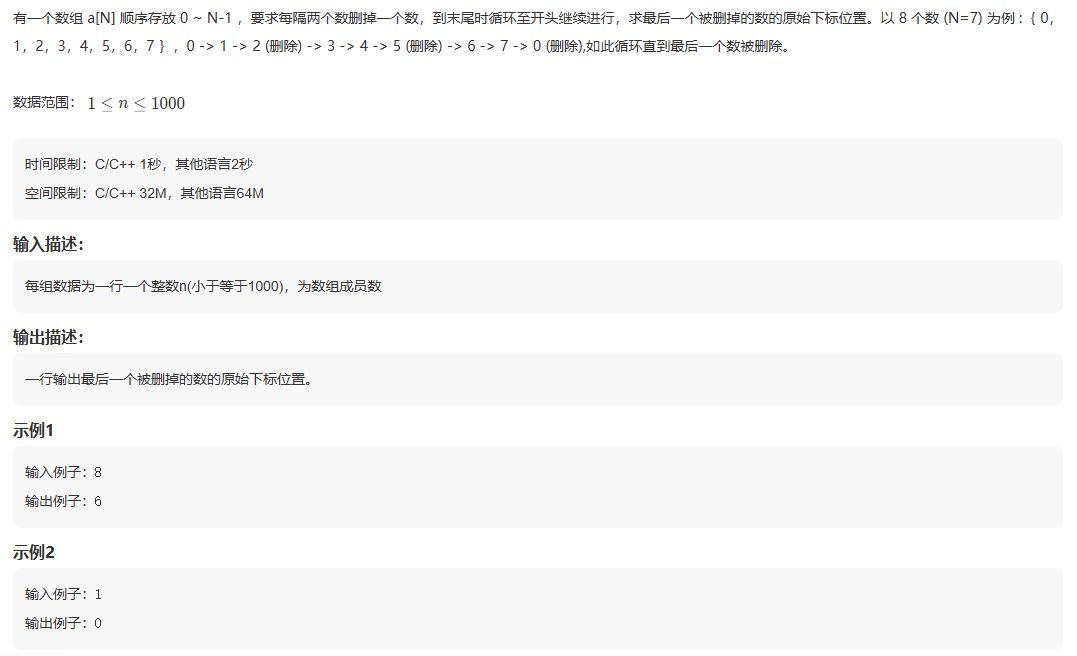 有一个数组 a[N] 顺序存放 0 ~ N-1 ，要求每隔两个数删掉一个数，到末尾时循环至开头继续进行，求最后一个被删掉的数的原始下标位置。以 8 个数 (N=7) 为例 :｛ 0，
1，2，3，4，5，6，7 ｝，0 -> 1 -> 2 (删除) -> 3 -> 4 -> 5 (删除) -> 6 -> 7 -> 0 (删除),如此循环直到最后一个数被删除。
数据范围： 1 ≤ n ≤ 1000
时间限制：C/C++ 1秒，其他语言2秒
空间限制：C/C++ 32M，其他语言64M
输入描述：
每组数据为一行一个整数n(小于等于1000)，为数组成员数
输出描述：
一行输出最后一个被删掉的数的原始下标位置。
示例1
输入例子：8
输出例子：6
示例2
输入例子：1
输出例子：0